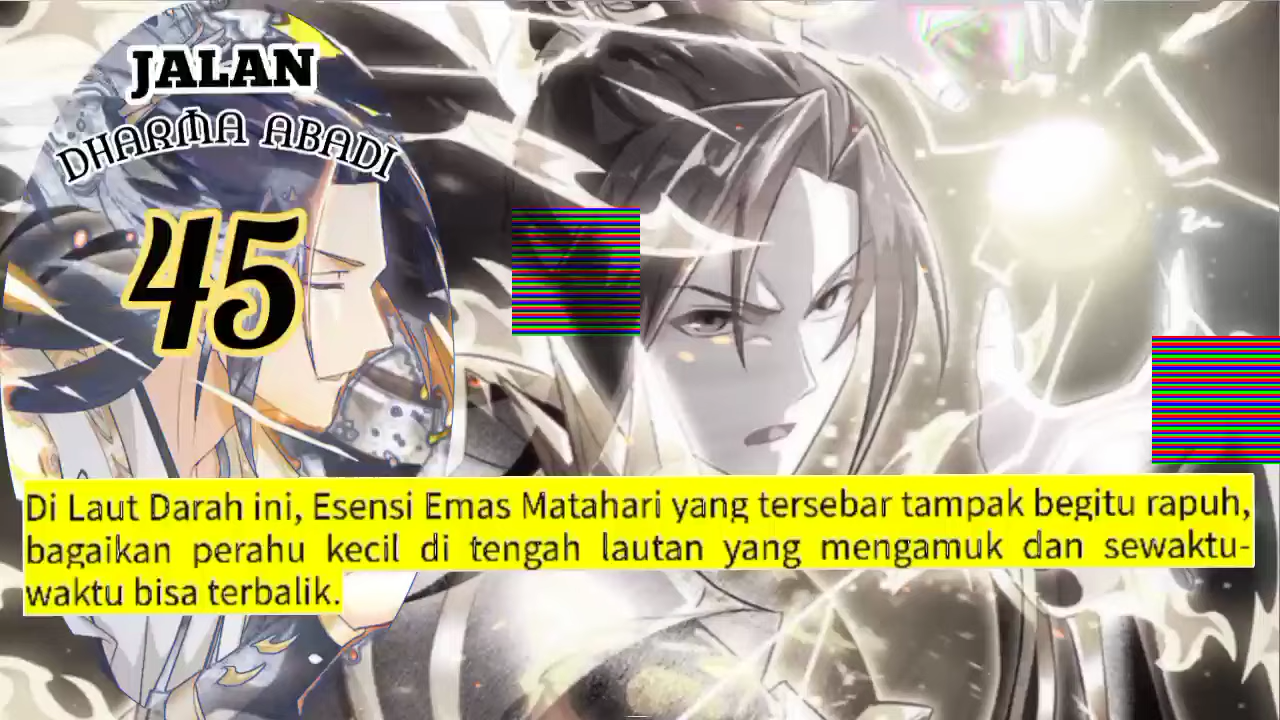 JALAN
DHARMA ABADI
45
Di Laut Darah ini, Esensi Emas Matahari yang tersebar tampak begitu rapuh,
bagaikan perahu kecil di tengah lautan yang mengamuk dan sewaktu-
waktu bisa terbalik.